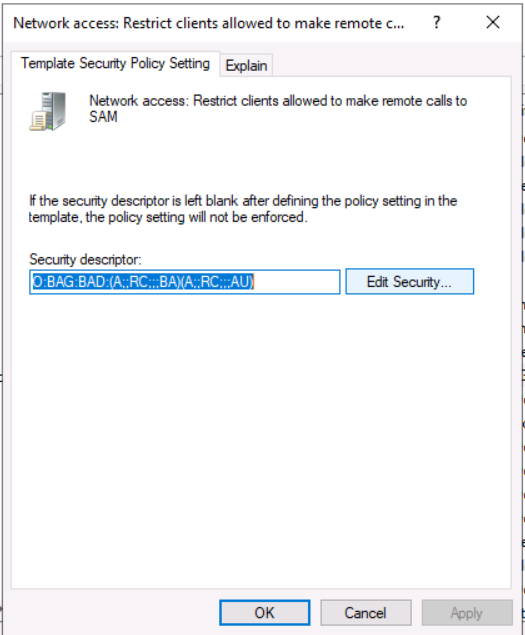 Network access: Restrict clients allowed to make remote c...
Template Security Policy Setting
Explain
Network access: Restrict clients allowed to make remote calls to
SAM
If the security descriptor is left blank after defining the policy setting in the
template, the policy setting will not be enforced.
Security descriptor:
O:BAG:BAD:(A;;RC;;;BA)(A;;RC;;;AU)
Edit Security...
OK
Cancel
Apply